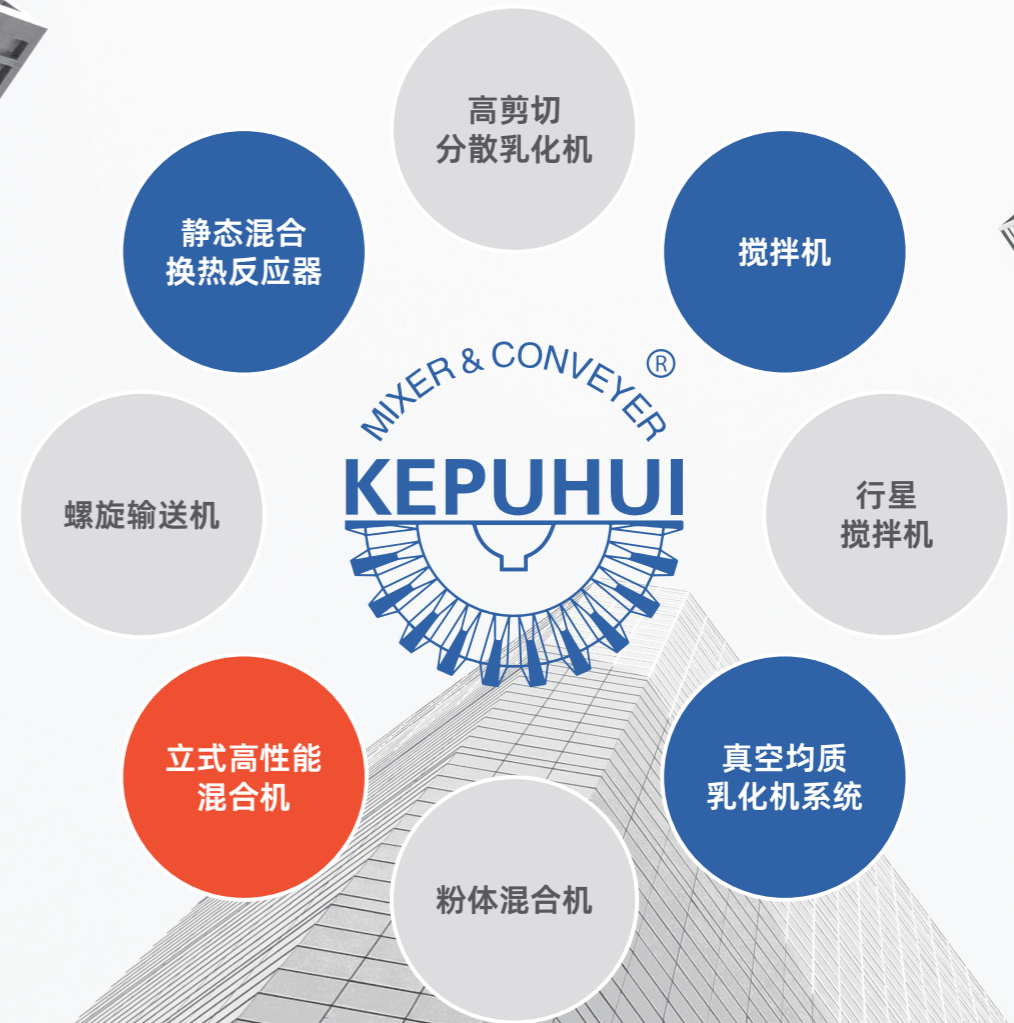 高剪切
分散乳化机
静态混合
换热反应器
搅拌机
MIXER & CONVEYER
®
KEPUHUI
螺旋输送机
行星
搅拌机
立式高性能
混合机
真空均质
乳化机系统
粉体混合机